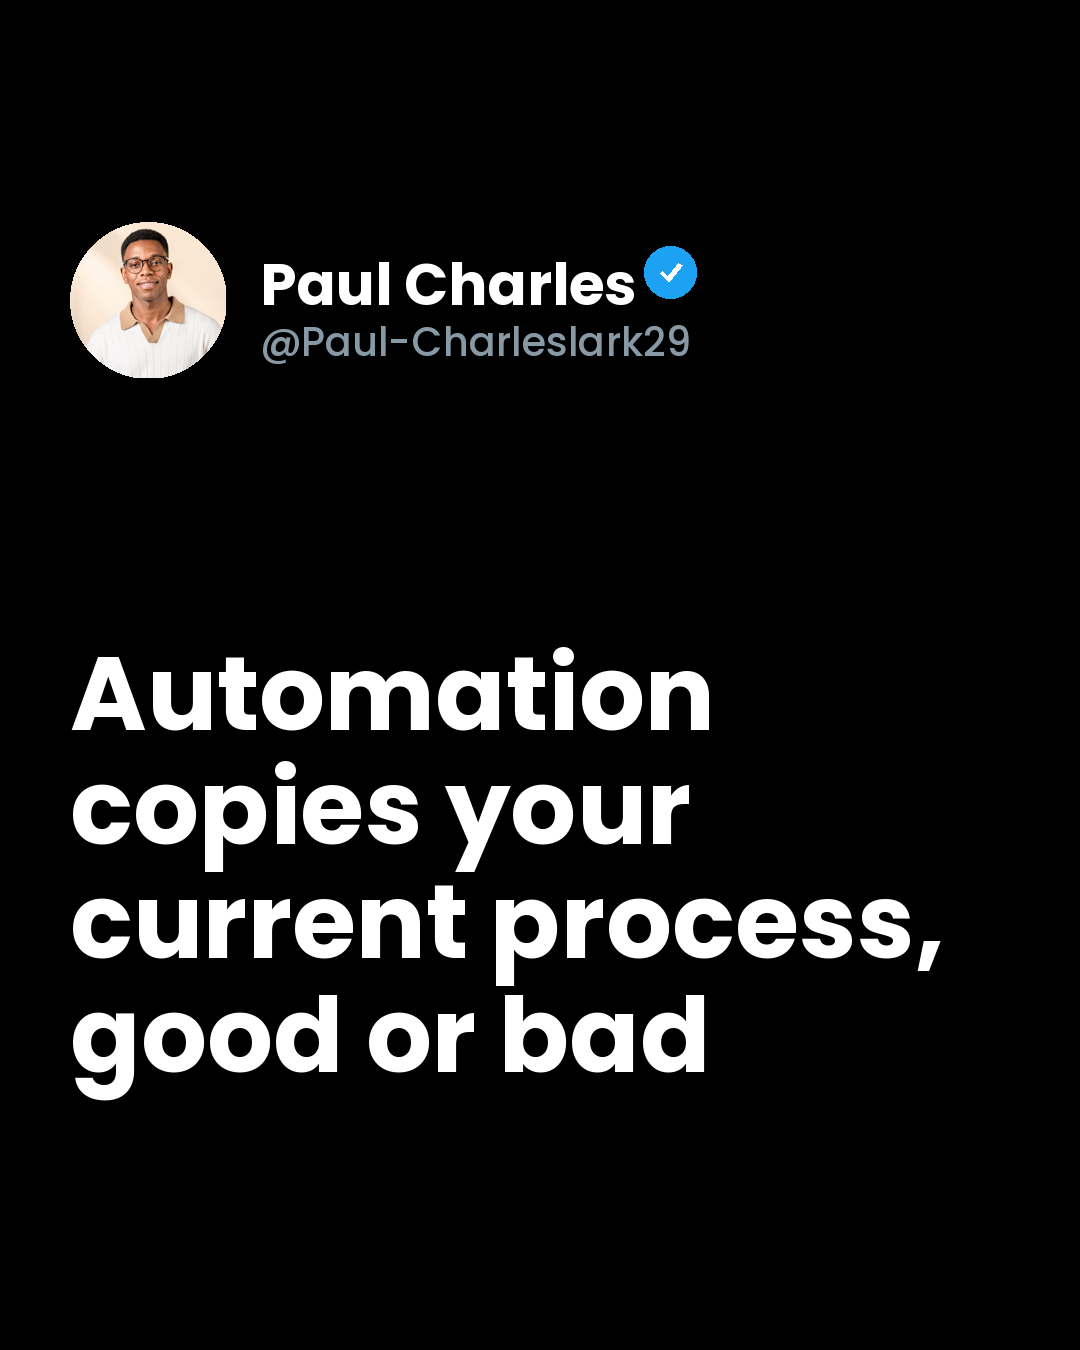 Paul Charles
@Paul-Charleslark29
Automation
copies your
current process,
good or bad